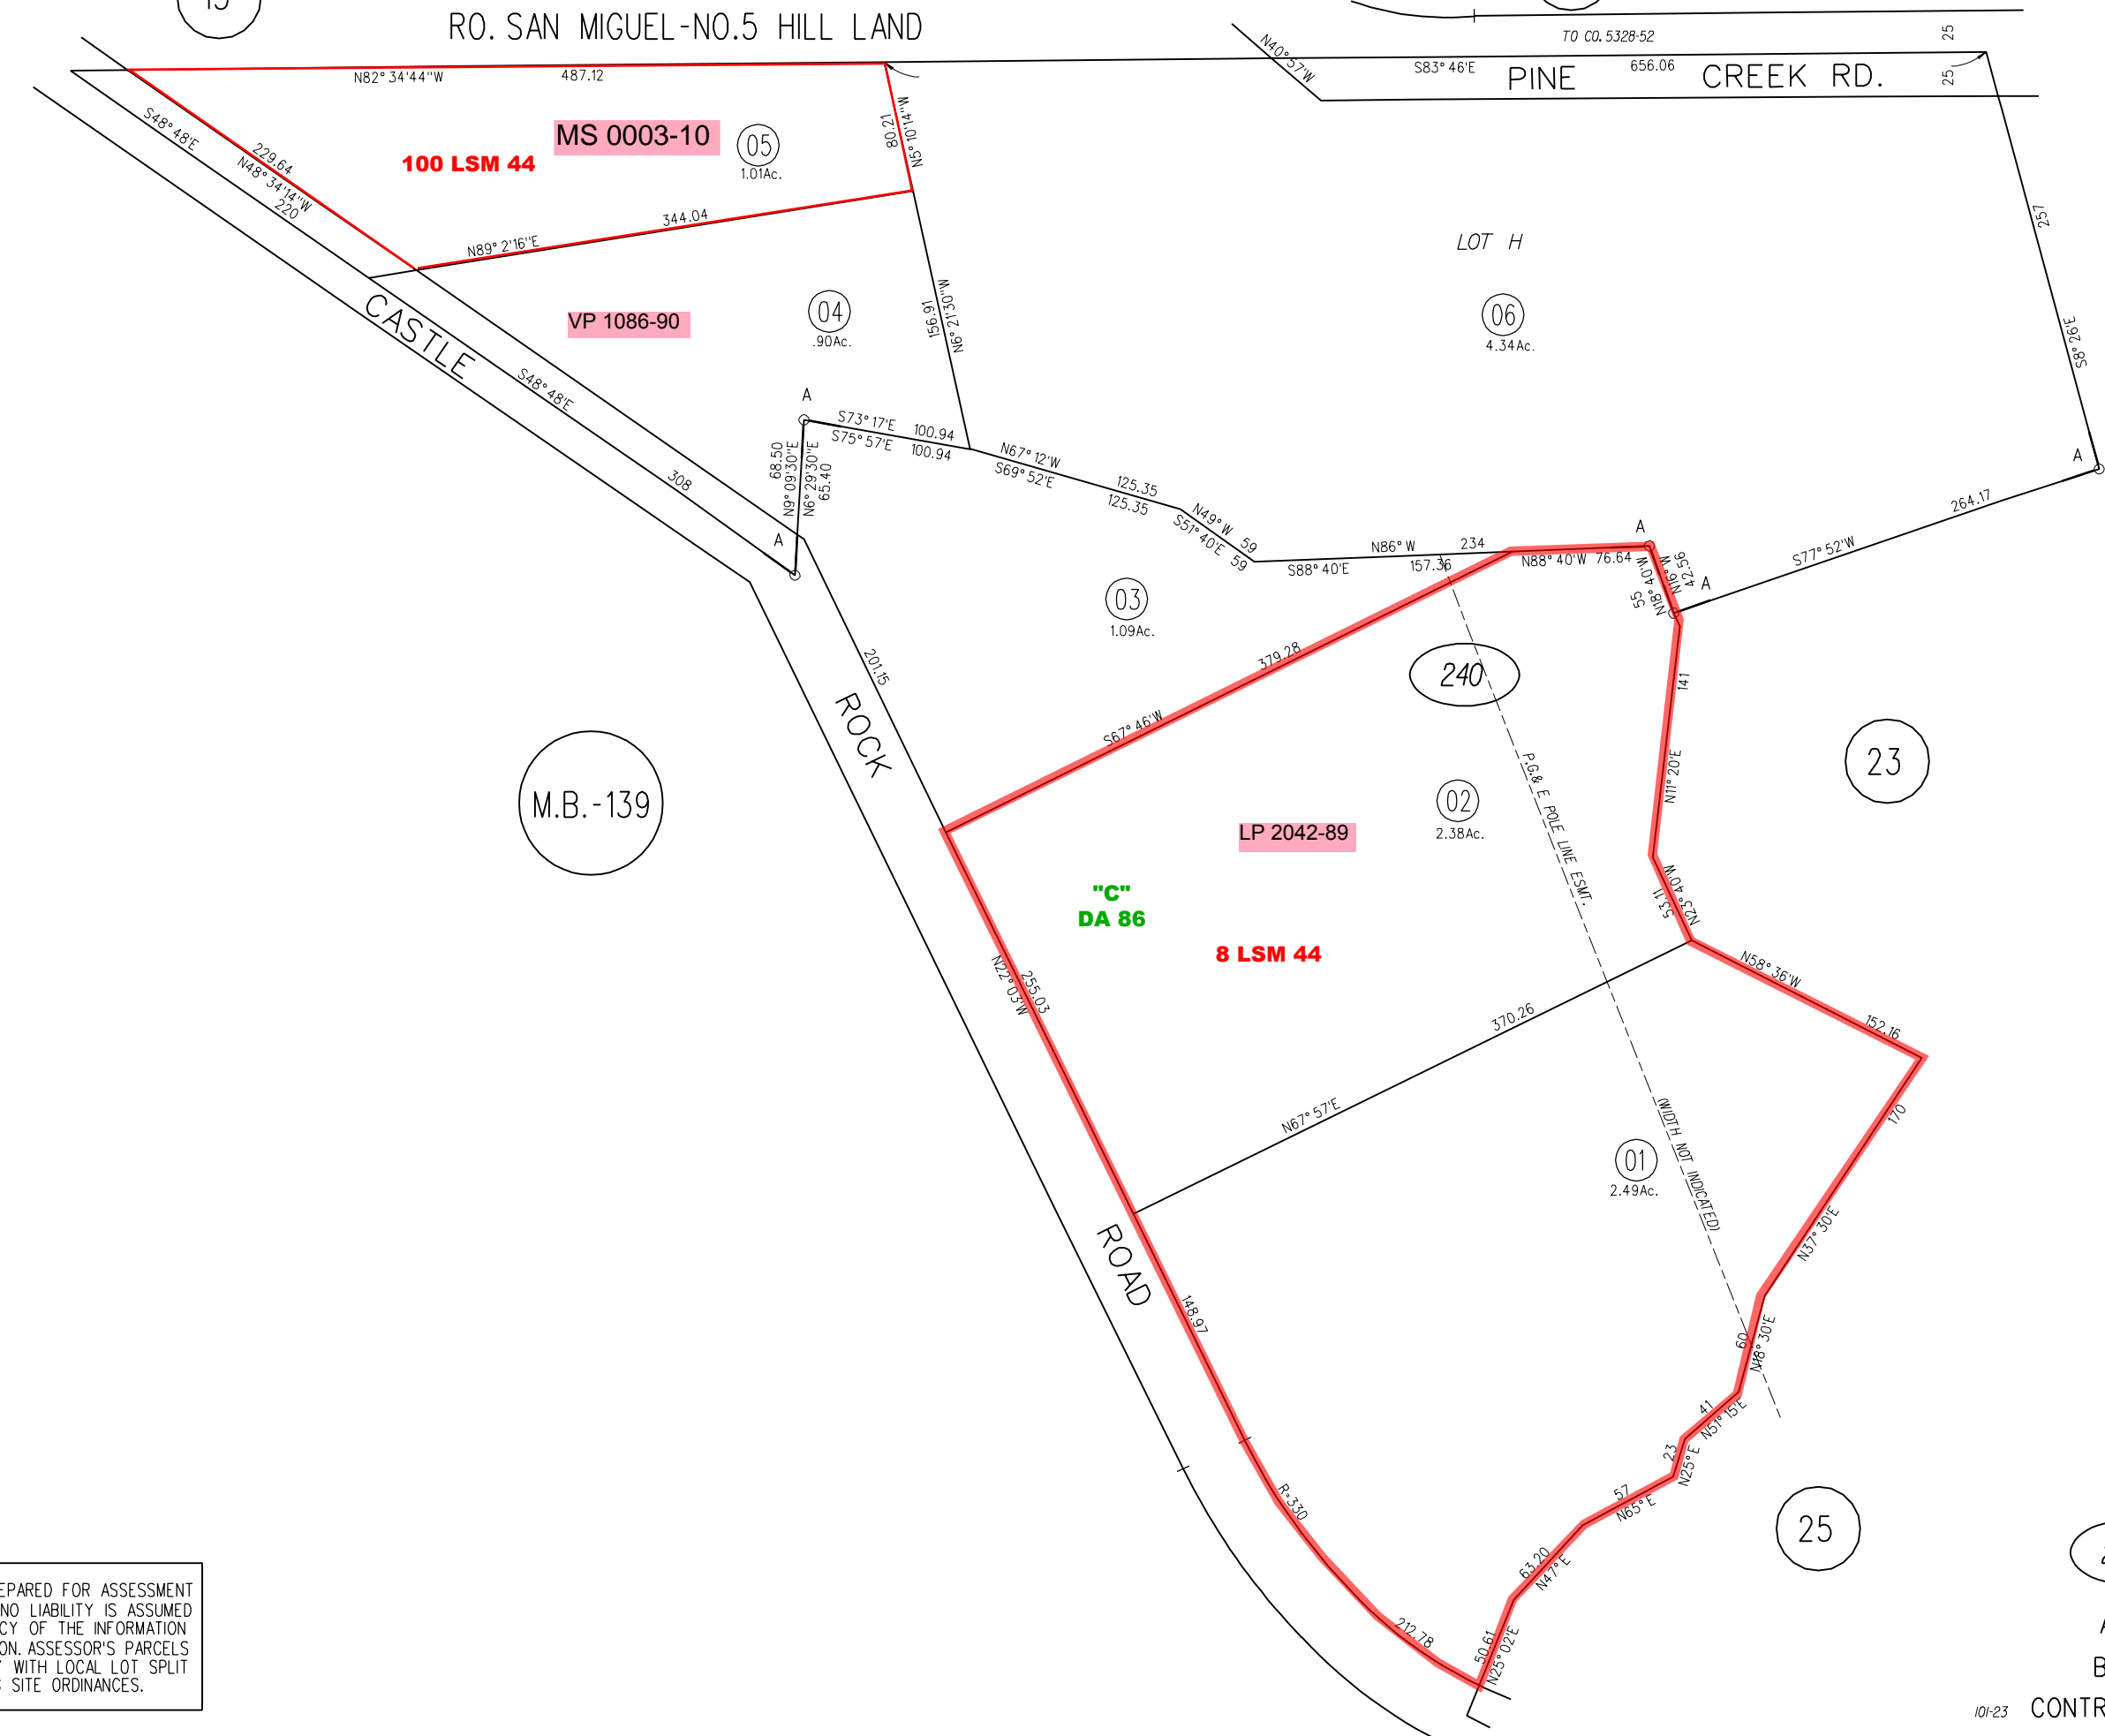 RO. SAN MIGUEL-NO.5 HILL LAND
TO CO. 5328-52
25
25
N40°57'W
S83°46'E
656.06
PINE CREEK RD.
N82°34'44"W
487.12
S48°48'E
229.64
N48°34'14"W
220
MS 0003-10
100 LSM 44
05
1.01Ac.
80.21
N5°10'14"W
344.04
N89°2'16"E
LOT H
06
4.34Ac.
257
S8°26'E
VP 1086-90
04
.90Ac.
156.91
N6°21'30"W
CASTLE
S48°48'E
308
A
68.50
N9°09'30"E
N6°29'30"E
65.40
A
S73°17'E
100.94
S75°57'E
100.94
N67°12'W
S69°52'E
125.35
125.35
N49°W
59
S51°40'E
59
N86°W
234
S88°40'E
157.36
N88°40'W
76.64
A
N16°W
42.56
N18°40'W
55
A
S77°52'W
264.17
A
03
1.09Ac.
201.15
ROCK
379.28
S67°46'W
240
141
N11°20'E
23
M.B.-139
P.G.& E. POLE LINE ESMT.
02
2.38Ac.
LP 2042-89
"C"
DA 86
8 LSM 44
53.11
N23°40'W
N58°36'W
152.16
N22°03'W
255.03
370.26
N67°57'E
(WIDTH NOT INDICATED)
170
N37°30'E
01
2.49Ac.
ROAD
148.97
60
N18°30'E
41
N51°15'E
23
N25°E
57
N65°E
63.20
N47°E
R=330
212.78
50.61
N25°02'E
25
EPARED FOR ASSESSMENT
NO LIABILITY IS ASSUMED
CY OF THE INFORMATION
ON. ASSESSOR'S PARCELS
WITH LOCAL LOT SPLIT
SITE ORDINANCES.
B
101-23 CONTR